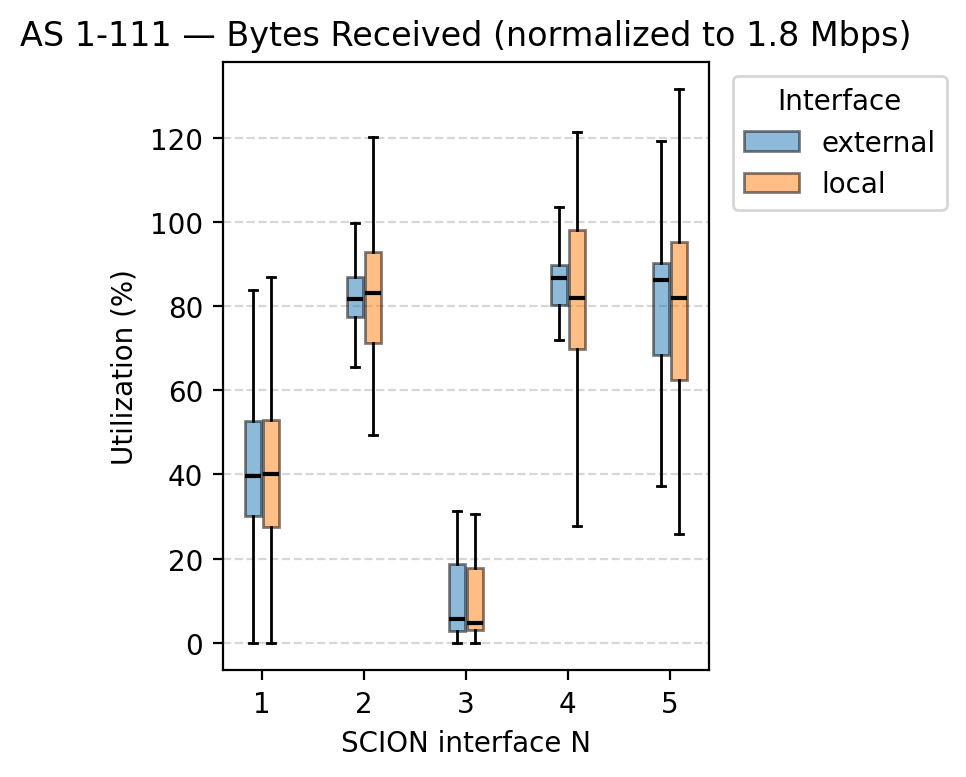 AS 1-111 — Bytes Received (normalized to 1.8 Mbps)
Interface
external
local
Utilization (%)
120
100
80
60
40
20
0
1 2 3 4 5
SCION interface N